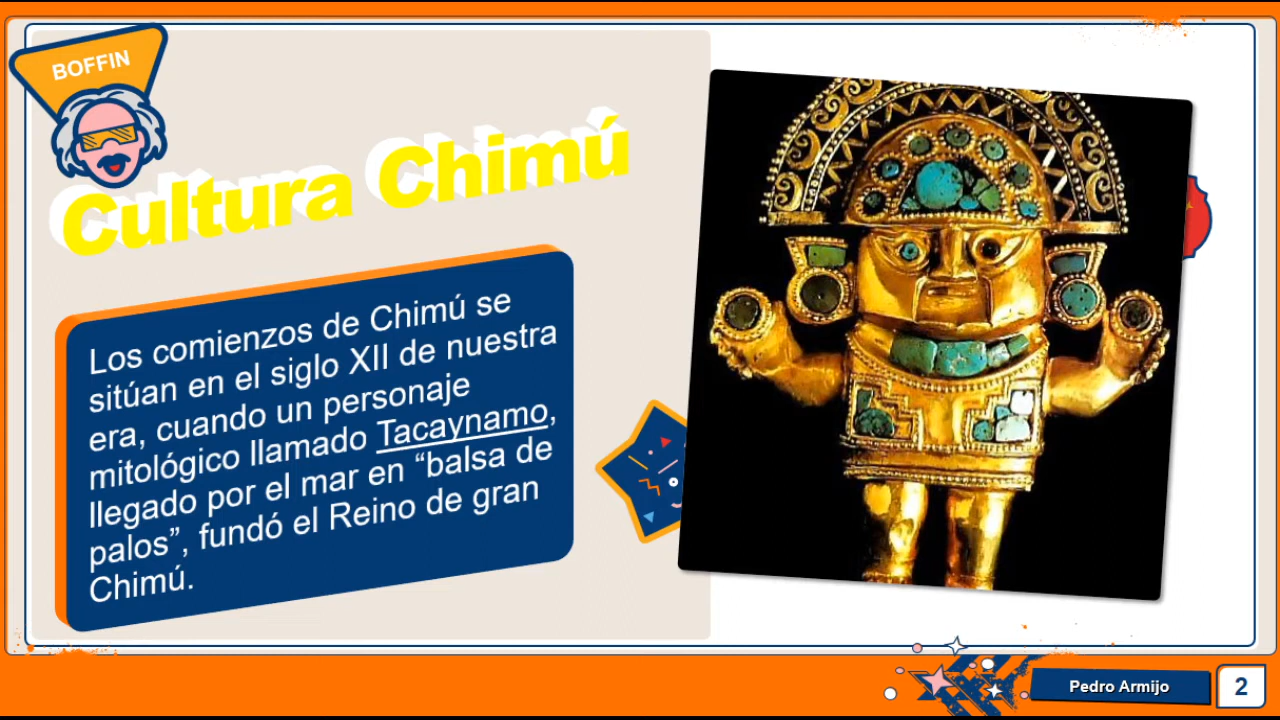 BOFFIN
Cultura Chimú
Los comienzos de Chimú se
sitúan en el siglo XII de nuestra
era, cuando un personaje
mitológico llamado Tacaynamo,
llegado por el mar en “balsa de
palos”, fundó el Reino de gran
Chimú.
Pedro Armijo
2